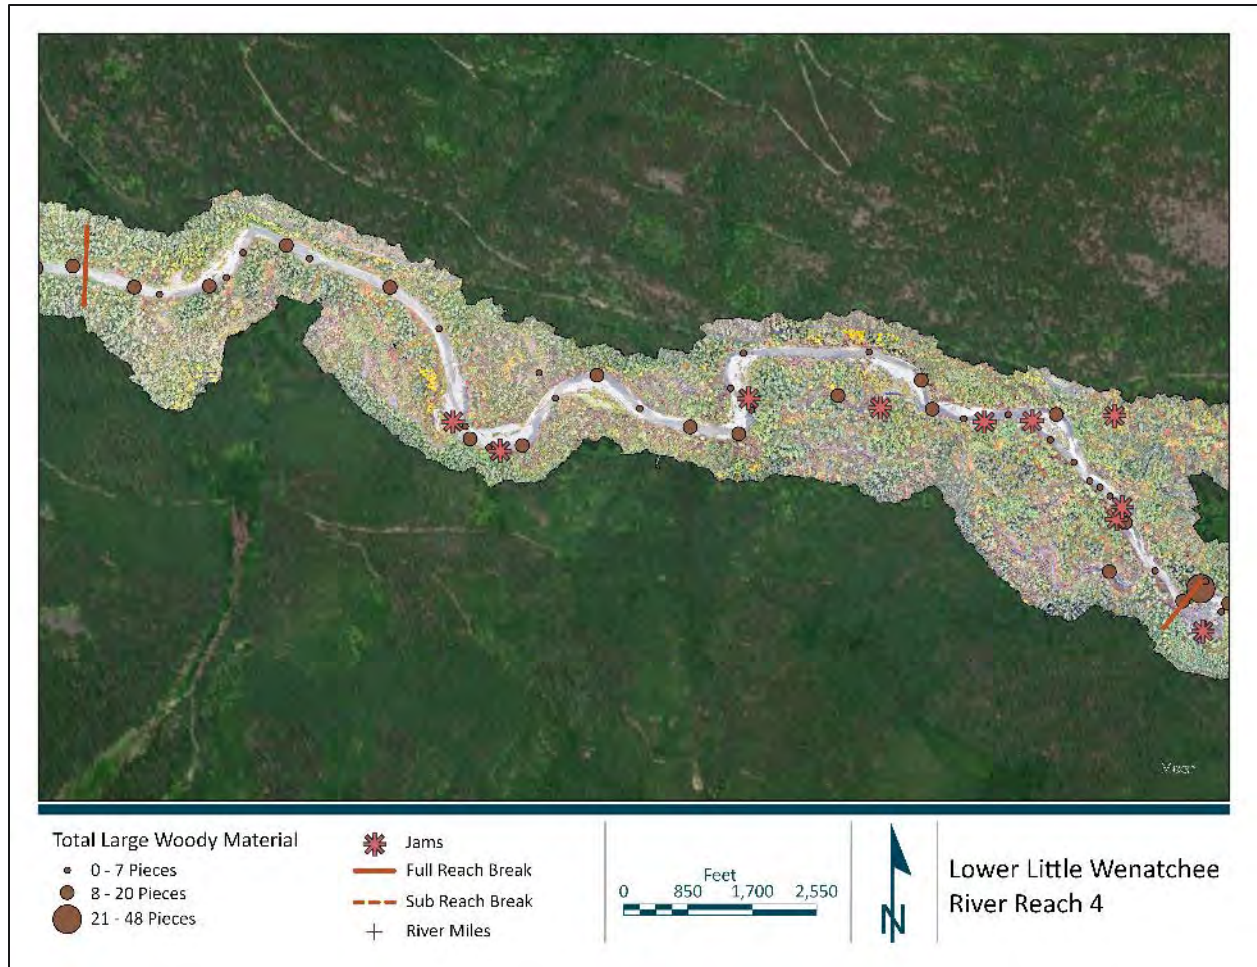 Total Large Woody Material
0 - 7 Pieces
8 - 20 Pieces
21 - 48 Pieces
Jams
Full Reach Break
Sub Reach Break
River Miles
Feet
0 850 1,700 2,550
N
Lower Little Wenatchee
River Reach 4